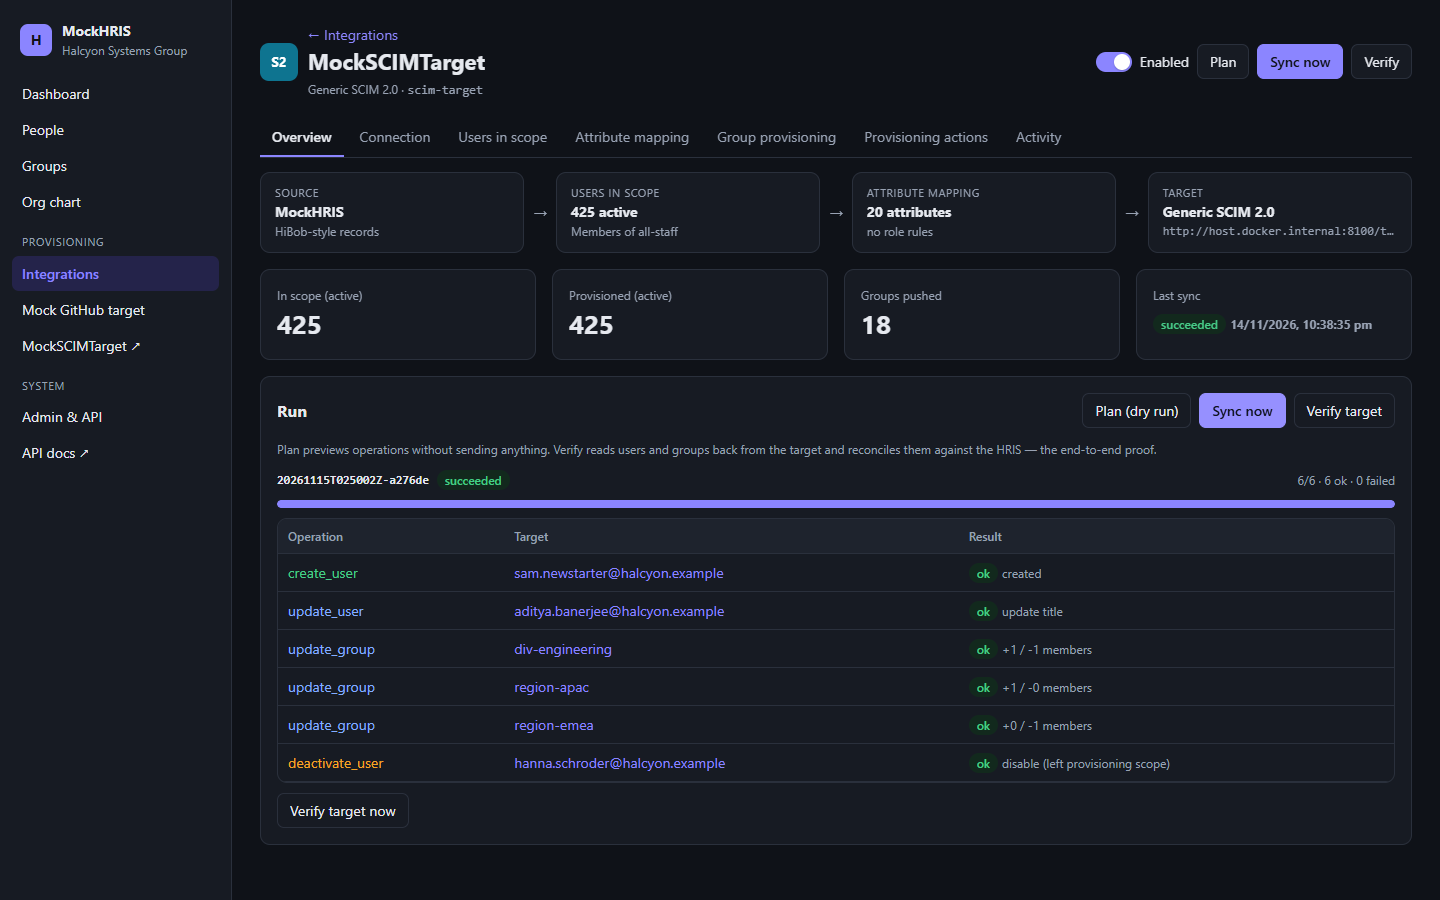 H
MockHRIS
Halcyon Systems Group
Dashboard
People
Groups
Org chart
PROVISIONING
Integrations
Mock GitHub target
MockSCIMTarget ↗
SYSTEM
Admin & API
API docs ↗
← Integrations
S2
MockSCIMTarget
Generic SCIM 2.0 · scim-target
Enabled
Plan
Sync now
Verify
Overview
Connection
Users in scope
Attribute mapping
Group provisioning
Provisioning actions
Activity
SOURCE
MockHRIS
HiBob-style records
→
USERS IN SCOPE
425 active
Members of all-staff
→
ATTRIBUTE MAPPING
20 attributes
no role rules
→
TARGET
Generic SCIM 2.0
http://host.docker.internal:8100/t…
In scope (active)
425
Provisioned (active)
425
Groups pushed
18
Last sync
succeeded 14/11/2026, 10:38:35 pm
Run
Plan (dry run)
Sync now
Verify target
Plan previews operations without sending anything. Verify reads users and groups back from the target and reconciles them against the HRIS — the end-to-end proof.
20261115T025002Z-a276de succeeded 6/6 · 6 ok · 0 failed
Operation Target Result
create_user sam.newstarter@halcyon.example ok created
update_user aditya.banerjee@halcyon.example ok update title
update_group div-engineering ok +1 / -1 members
update_group region-apac ok +1 / -0 members
update_group region-emea ok +0 / -1 members
deactivate_user hanna.schroder@halcyon.example ok disable (left provisioning scope)
Verify target now